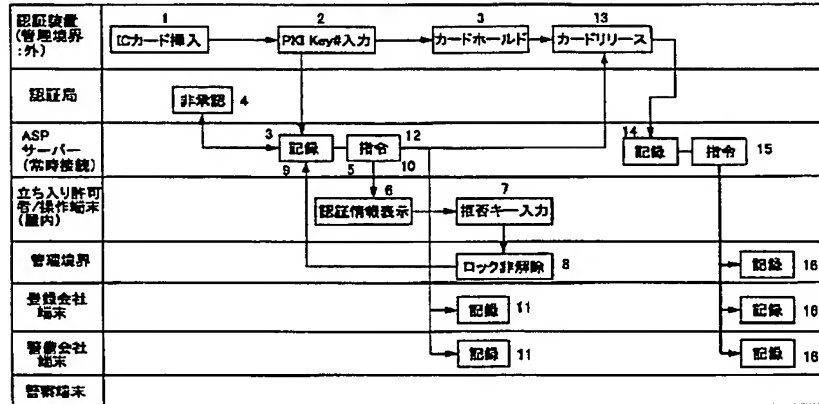 認証装置
(管理境界
:外)
1
ICカード挿入
2
PKI Key#入力
3
カードホールド
13
カードリリース
認証局
非承認 4
ASP
サーバー
(常時接続)
3
記録
9
12
指令
5
10
14
記録
指令 15
立ち入り許可
者/操作端末
(屋内)
6
認証情報表示
7
拒否キー入力
管理境界
ロック非解除 8
記録 16
登録会社
端末
記録 11
記録 16
警備会社
端末
記録 11
記録 16
警察端末